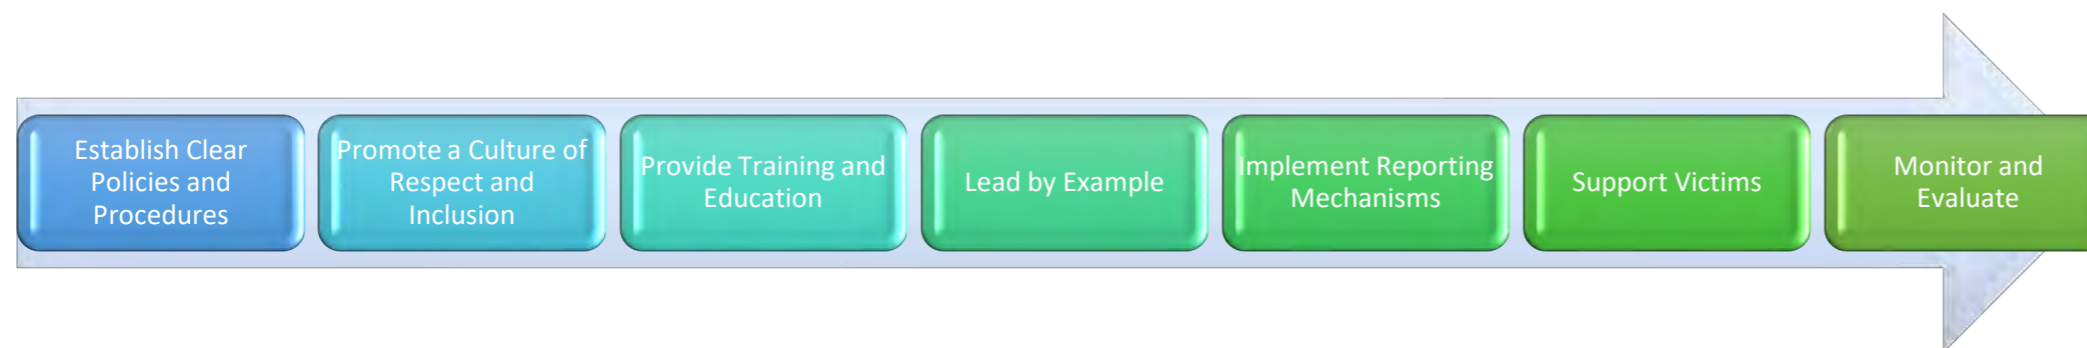 Establish Clear
Policies and
Procedures
Promote a Culture of
Respect and
Inclusion
Provide Training and
Education
Lead by Example
Implement Reporting
Mechanisms
Support Victims
Monitor and
Evaluate